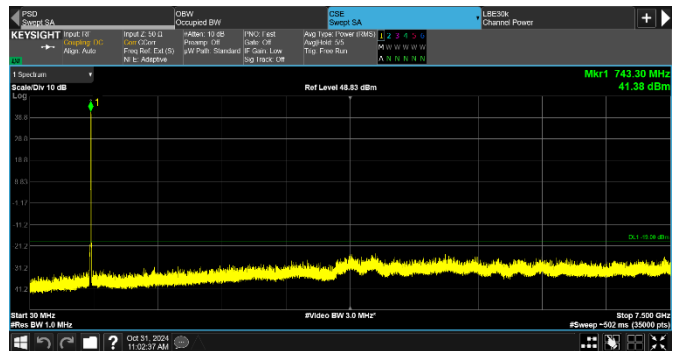 PSD
Swept SA
OBW
Occupied BW
CSE
Swept SA
LBE30k
Channel Power
KEYSIGHT
Input: RF
Coupling: DC
Align: Auto
Input Z: 50 Ω
Corr CCorr
Freq Ref: Ext (S)
NFE: Adaptive
#Atten: 10 dB
Preamp: Off
µW Path: Standard
PNO: Fast
Gate: Off
IF Gain: Low
Sig Track: Off
Avg Type: Power (RMS)
Avg|Hold: 5/5
Trig: Free Run
1 2 3 4 5 6
M W W W W W
A N N N N N
1 Spectrum
Scale/Div 10 dB
Log
Ref Level 48.83 dBm
Mkr1 743.30 MHz
41.38 dBm
1
38.8
28.8
18.8
8.83
-1.17
-11.2
-21.2
-31.2
-41.2
Start 30 MHz
#Res BW 1.0 MHz
#Video BW 3.0 MHz*
Stop 7.500 GHz
#Sweep ~502 ms (35000 pts)
?
Oct 31, 2024
11:02:37 AM